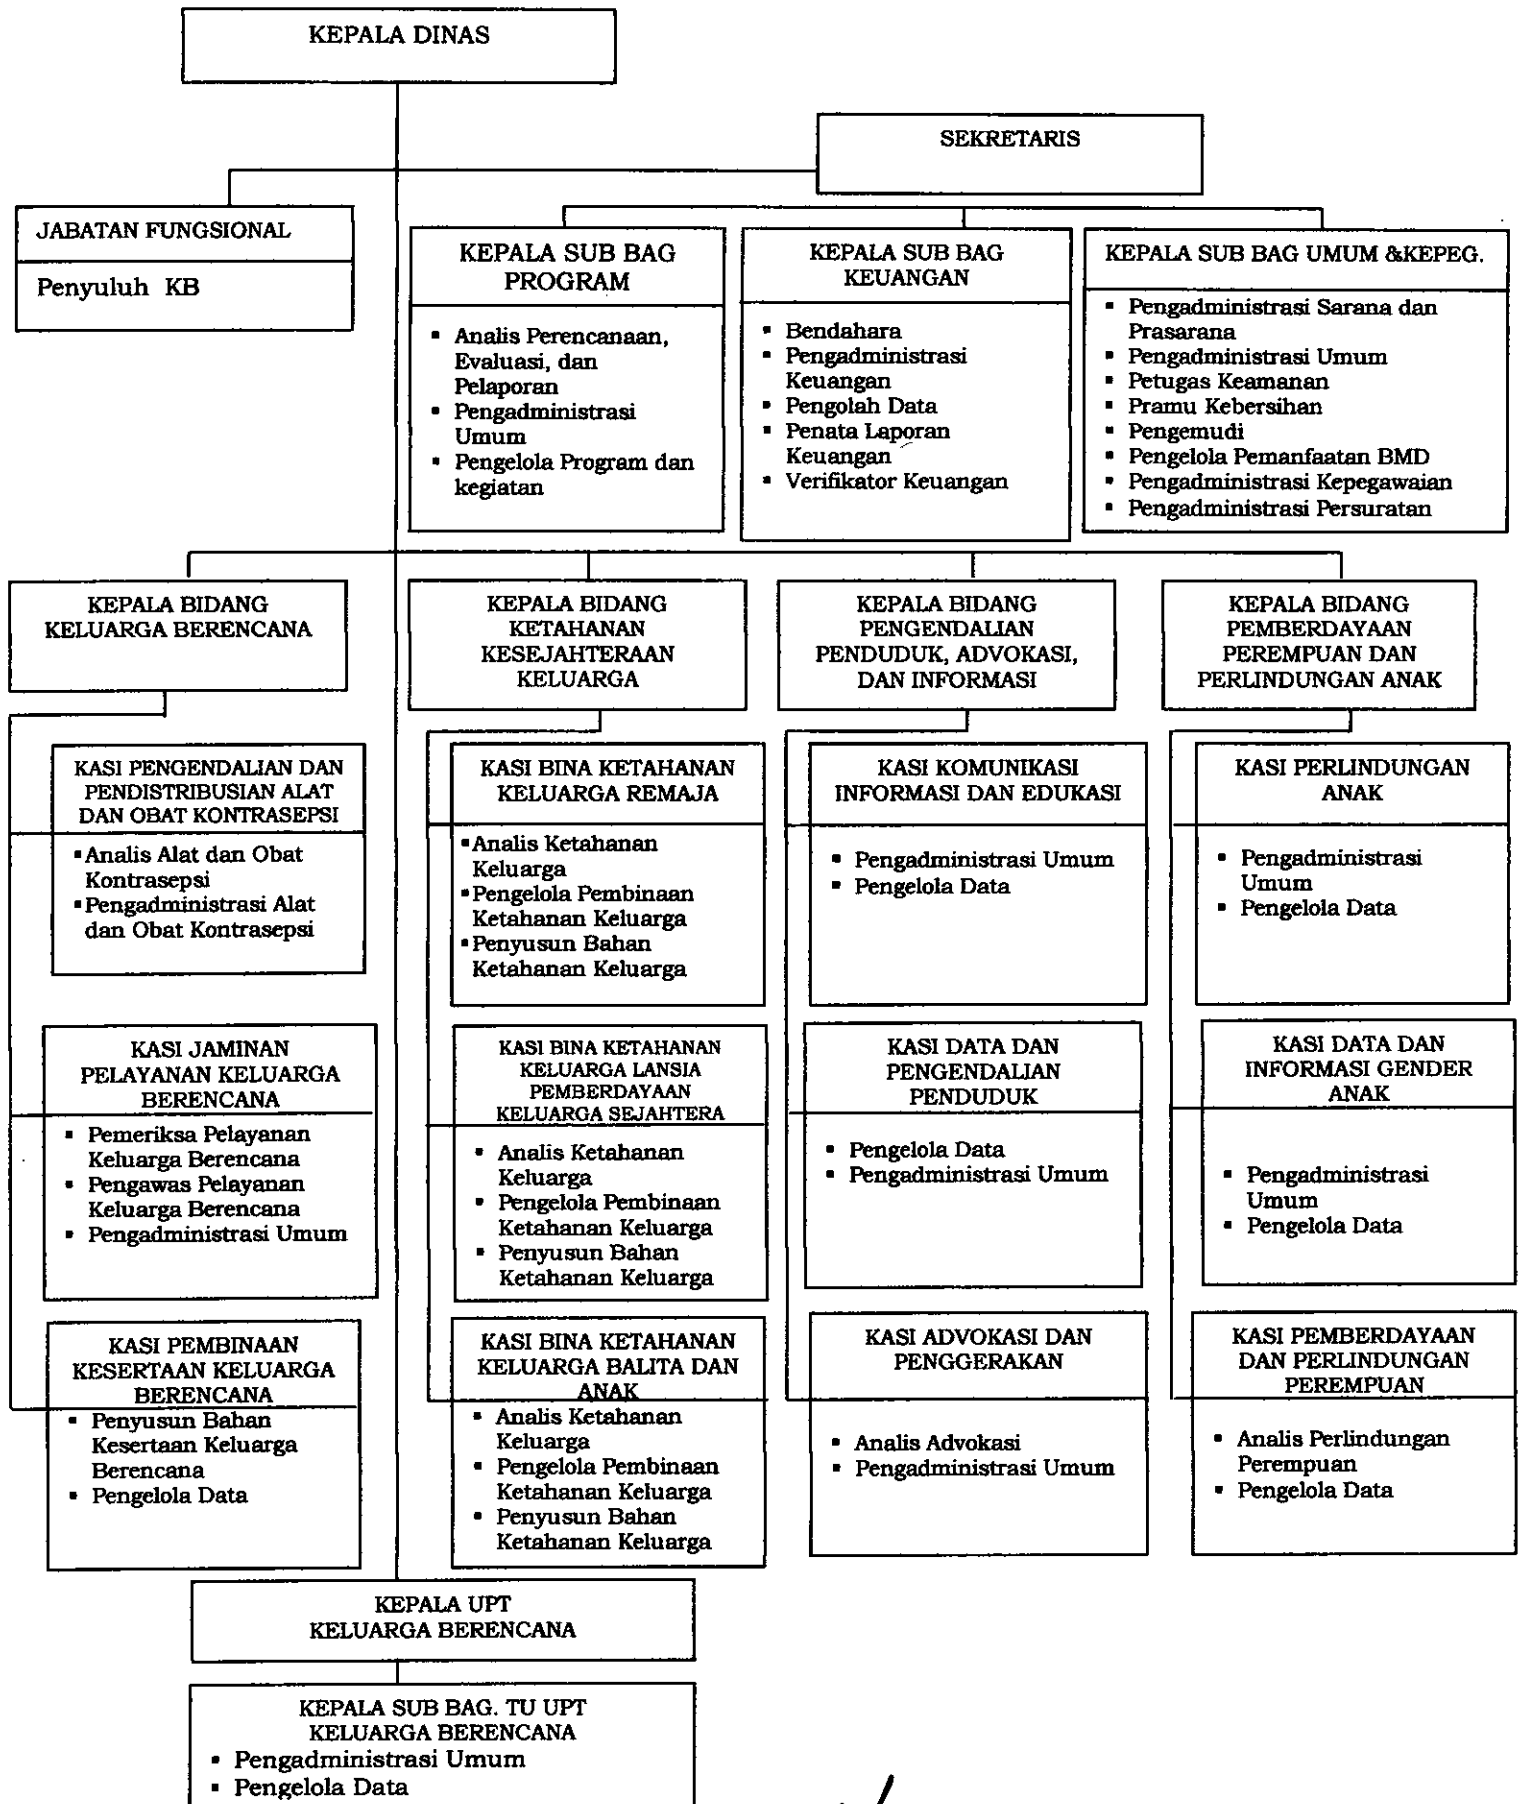 KEPALA DINAS
SEKRETARIS
JABATAN FUNGSIONAL
Penyuluh KB
KEPALA SUB BAG
PROGRAM
▪ Analis Perencanaan,
Evaluasi, dan
Pelaporan
▪ Pengadministrasi
Umum
▪ Pengelola Program dan
kegiatan
KEPALA SUB BAG
KEUANGAN
▪ Bendahara
▪ Pengadministrasi
Keuangan
▪ Pengolah Data
▪ Penata Laporan
Keuangan
▪ Verifikator Keuangan
KEPALA SUB BAG UMUM &KEPEG.
▪ Pengadministrasi Sarana dan
Prasarana
▪ Pengadministrasi Umum
▪ Petugas Keamanan
▪ Pramu Kebersihan
▪ Pengemudi
▪ Pengelola Pemanfaatan BMD
▪ Pengadministrasi Kepegawaian
▪ Pengadministrasi Persuratan
KEPALA BIDANG
KELUARGA BERENCANA
KEPALA BIDANG
KETAHANAN
KESEJAHTERAAN
KELUARGA
KEPALA BIDANG
PENGENDALIAN
PENDUDUK, ADVOKASI,
DAN INFORMASI
KEPALA BIDANG
PEMBERDAYAAN
PEREMPUAN DAN
PERLINDUNGAN ANAK
KASI PENGENDALIAN DAN
PENDISTRIBUSIAN ALAT
DAN OBAT KONTRASEPSI
▪ Analis Alat dan Obat
Kontrasepsi
▪ Pengadministrasi Alat
dan Obat Kontrasepsi
KASI BINA KETAHANAN
KELUARGA REMAJA
▪ Analis Ketahanan
Keluarga
▪ Pengelola Pembinaan
Ketahanan Keluarga
▪ Penyusun Bahan
Ketahanan Keluarga
KASI KOMUNIKASI
INFORMASI DAN EDUKASI
▪ Pengadministrasi Umum
▪ Pengelola Data
KASI PERLINDUNGAN
ANAK
▪ Pengadministrasi
Umum
▪ Pengelola Data
KASI JAMINAN
PELAYANAN KELUARGA
BERENCANA
▪ Pemeriksa Pelayanan
Keluarga Berencana
▪ Pengawas Pelayanan
Keluarga Berencana
▪ Pengadministrasi Umum
KASI BINA KETAHANAN
KELUARGA LANSIA
PEMBERDAYAAN
KELUARGA SEJAHTERA
▪ Analis Ketahanan
Keluarga
▪ Pengelola Pembinaan
Ketahanan Keluarga
▪ Penyusun Bahan
Ketahanan Keluarga
KASI DATA DAN
PENGENDALIAN
PENDUDUK
▪ Pengelola Data
▪ Pengadministrasi Umum
KASI DATA DAN
INFORMASI GENDER
ANAK
▪ Pengadministrasi
Umum
▪ Pengelola Data
KASI PEMBINAAN
KESERTAAN KELUARGA
BERENCANA
▪ Penyusun Bahan
Kesertaan Keluarga
Berencana
▪ Pengelola Data
KASI BINA KETAHANAN
KELUARGA BALITA DAN
ANAK
▪ Analis Ketahanan
Keluarga
▪ Pengelola Pembinaan
Ketahanan Keluarga
▪ Penyusun Bahan
Ketahanan Keluarga
KASI ADVOKASI DAN
PENGGERAKAN
▪ Analis Advokasi
▪ Pengadministrasi Umum
KASI PEMBERDAYAAN
DAN PERLINDUNGAN
PEREMPUAN
▪ Analis Perlindungan
Perempuan
▪ Pengelola Data
KEPALA UPT
KELUARGA BERENCANA
KEPALA SUB BAG. TU UPT
KELUARGA BERENCANA
▪ Pengadministrasi Umum
▪ Pengelola Data